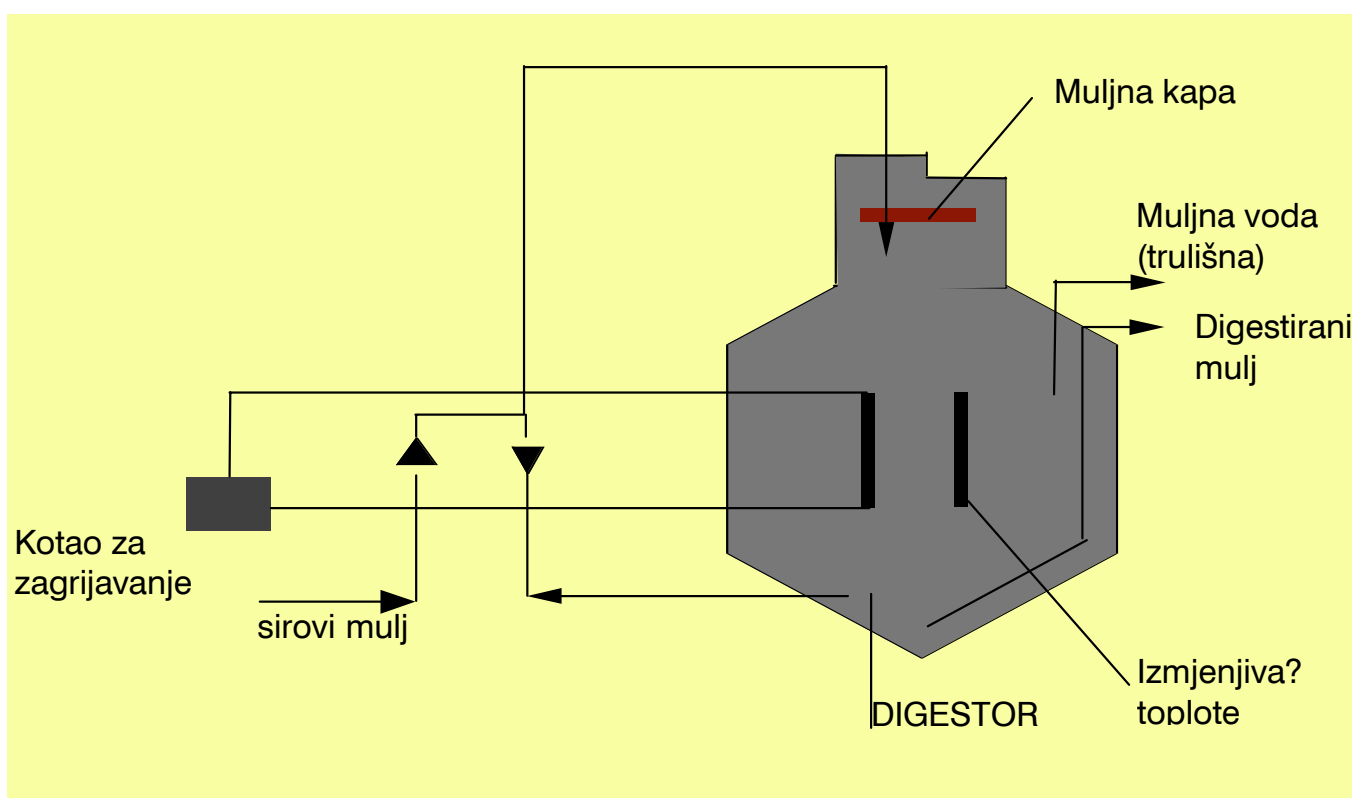 Muljna kapa
Muljna voda
(trulišna)
Digestirani
mulj
Kotao za
zagrijavanje
sirovi mulj
DIGESTOR
Izmjenjiva?
toplote